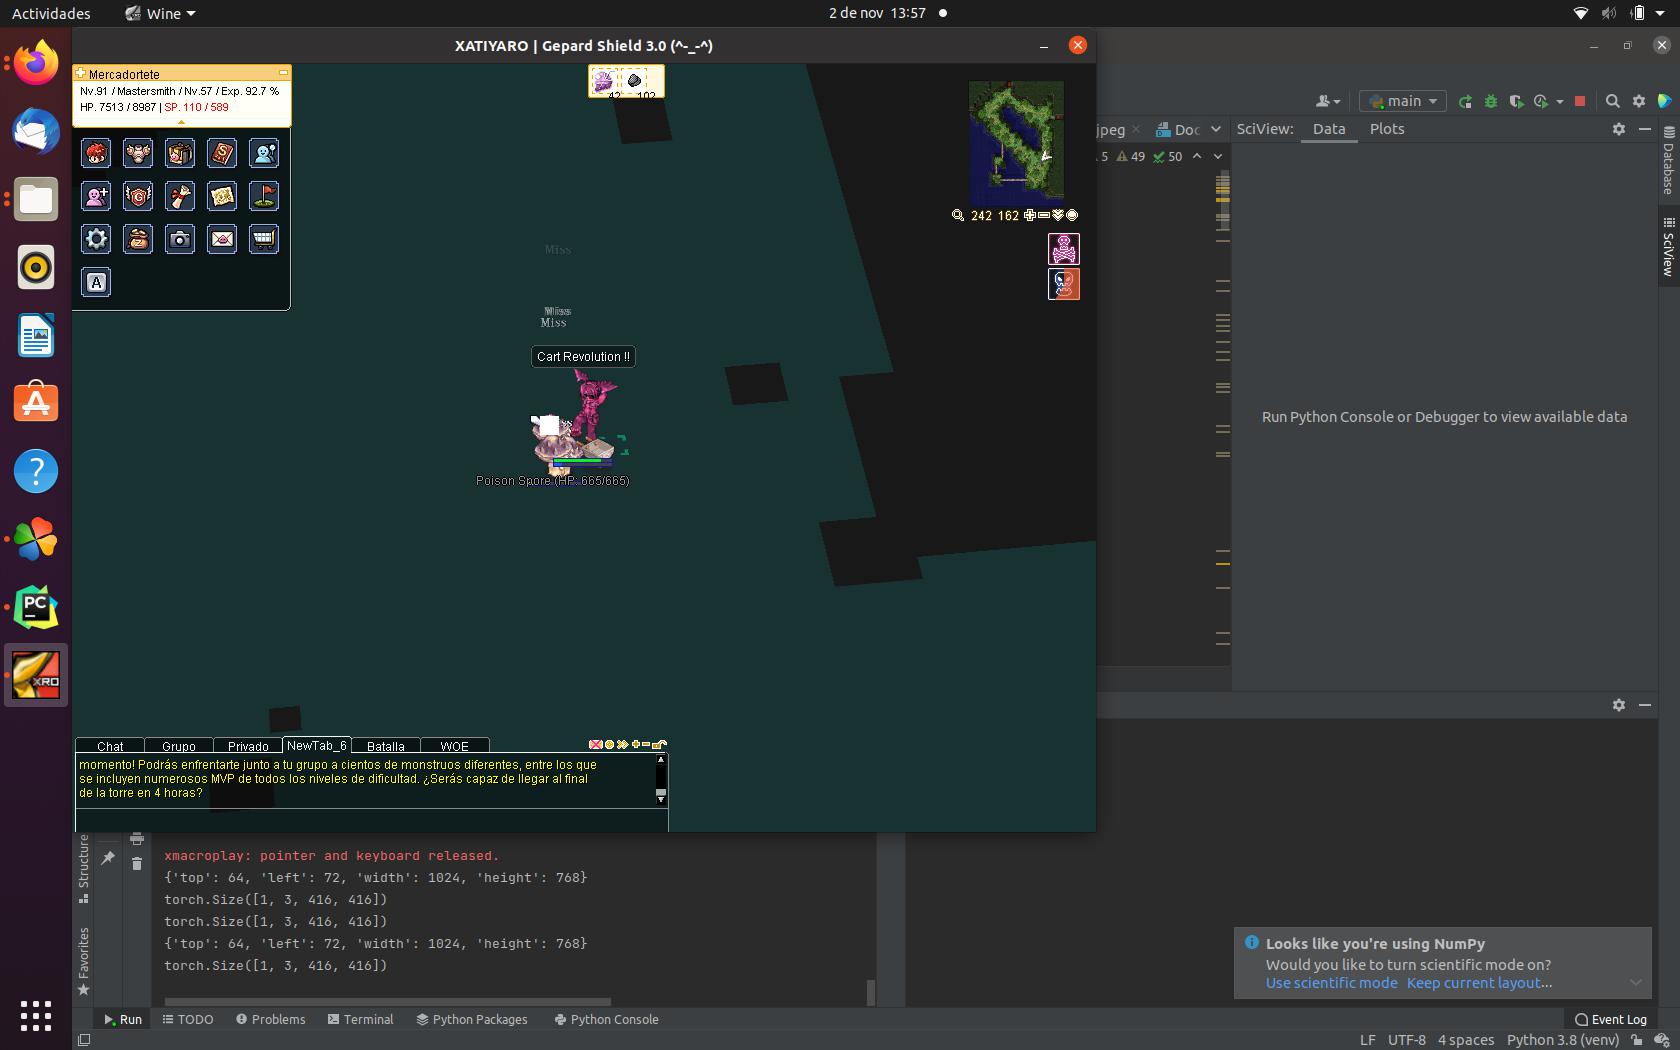 Actividades
Wine
2 de nov 13:57
XATIYARO | Gepard Shield 3.0 (^-_-^)
Mercadortete
Nv.91 / Mastersmith / Nv.57 / Exp. 92.7 %
HP. 7513 / 8987 | SP. 110 / 589
42 102
242 162
Miss
Miss
Miss
Cart Revolution !!
Poison Spore (HP: 665/665)
A
Chat Grupo Privado NewTab_6 Batalla WOE
momento! Podrás enfrentarte junto a tu grupo a cientos de monstruos diferentes, entre los que
se incluyen numerosos MVP de todos los niveles de dificultad. ¿Serás capaz de llegar al final
de la torre en 4 horas?
main
jpeg
Doc
SciView: Data Plots
5 49 50
Database
SciView
Run Python Console or Debugger to view available data
PC
XRO
Structure
Favorites
xmacroplay: pointer and keyboard released.
{'top': 64, 'left': 72, 'width': 1024, 'height': 768}
torch.Size([1, 3, 416, 416])
torch.Size([1, 3, 416, 416])
{'top': 64, 'left': 72, 'width': 1024, 'height': 768}
torch.Size([1, 3, 416, 416])
Looks like you're using NumPy
Would you like to turn scientific mode on?
Use scientific mode Keep current layout...
Run TODO Problems Terminal Python Packages Python Console Event Log
LF UTF-8 4 spaces Python 3.8 (venv)